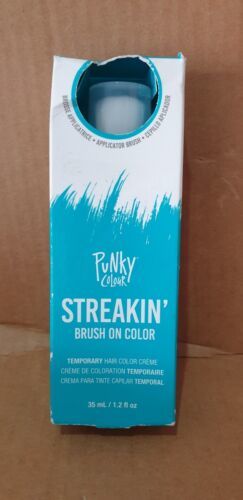 BROSSE APPLICATRICE • APPLICATOR BRUSH • CEPILLO APLICADOR
PUNKY
COLOUR
STREAKIN'
BRUSH ON COLOR
TEMPORARY HAIR COLOR CRÈME
CRÈME DE COLORATION TEMPORAIRE
CREMA PARA TINTE CAPILAR TEMPORAL
35 mL / 1.2 fl oz